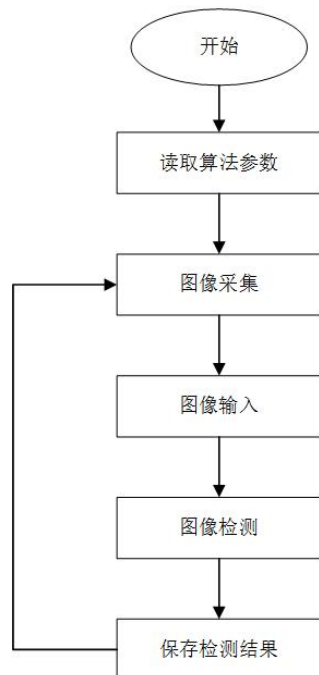 开始
读取算法参数
图像采集
图像输入
图像检测
保存检测结果